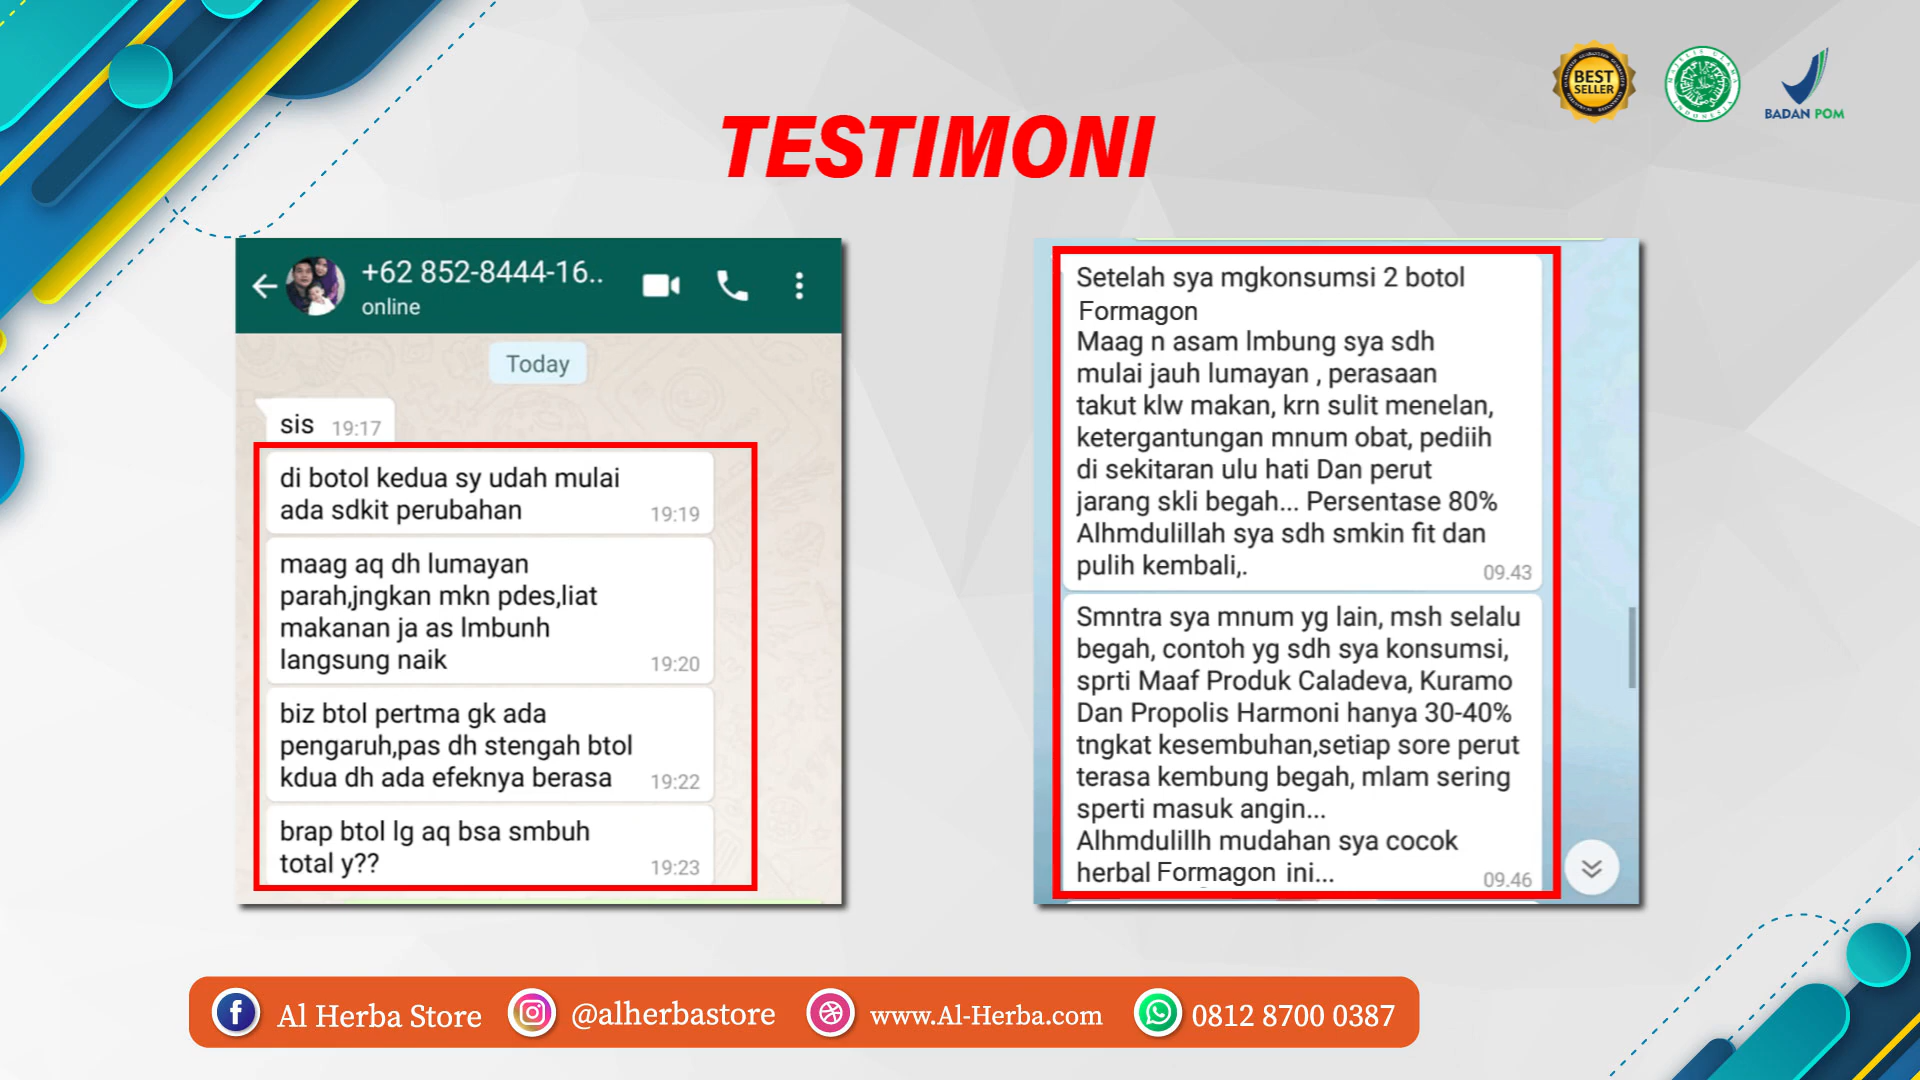 BEST
SELLER
BADAN POM
TESTIMONI
+62 852-8444-16..
online
Today
sis 19:17
di botol kedua sy udah mulai
ada sdkit perubahan 19:19
maag aq dh lumayan
parah,jngkan mkn pdes,liat
makanan ja as lmbunh
langsung naik 19:20
biz btol pertma gk ada
pengaruh,pas dh stengah btol
kdua dh ada efeknya berasa 19:22
brap btol lg aq bsa smbuh
total y?? 19:23
Setelah sya mgkonsumsi 2 botol
Formagon
Maag n asam lmbung sya sdh
mulai jauh lumayan , perasaan
takut klw makan, krn sulit menelan,
ketergantungan mnum obat, pediih
di sekitaran ulu hati Dan perut
jarang skli begah... Persentase 80%
Alhmdulillah sya sdh smkin fit dan
pulih kembali,. 09.43
Smntra sya mnum yg lain, msh selalu
begah, contoh yg sdh sya konsumsi,
sprti Maaf Produk Caladeva, Kuramo
Dan Propolis Harmoni hanya 30-40%
tngkat kesembuhan,setiap sore perut
terasa kembung begah, mlam sering
sperti masuk angin...
Alhmdulillh mudahan sya cocok
herbal Formagon ini... 09.46
Al Herba Store
@alherbastore
www.Al-Herba.com
0812 8700 0387